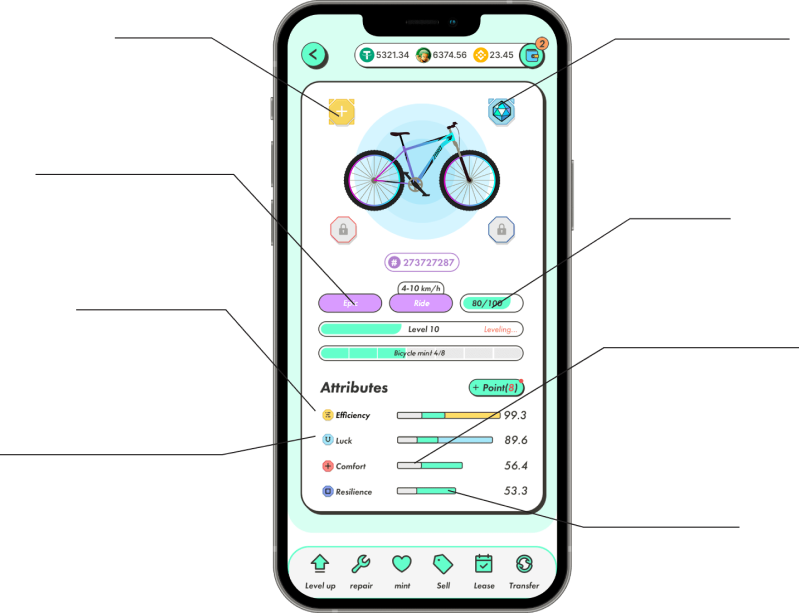 5321.34 6374.56 23.45 2
# 273727287
4-10 km/h
Epic Ride 80/100
Level 10 Leveling...
Bicycle mint 4/8
Attributes + Point(8)
Efficiency 99.3
Luck 89.6
Comfort 56.4
Resilience 53.3
Level up repair mint Sell Lease Transfer